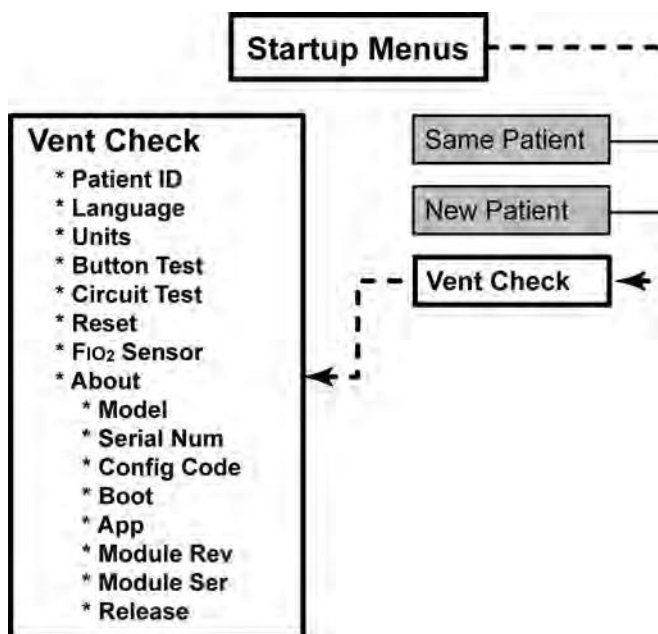 Startup Menus
Same Patient
New Patient
Vent Check
Vent Check
* Patient ID
* Language
* Units
* Button Test
* Circuit Test
* Reset
* FIO2 Sensor
* About
* Model
* Serial Num
* Config Code
* Boot
* App
* Module Rev
* Module Ser
* Release